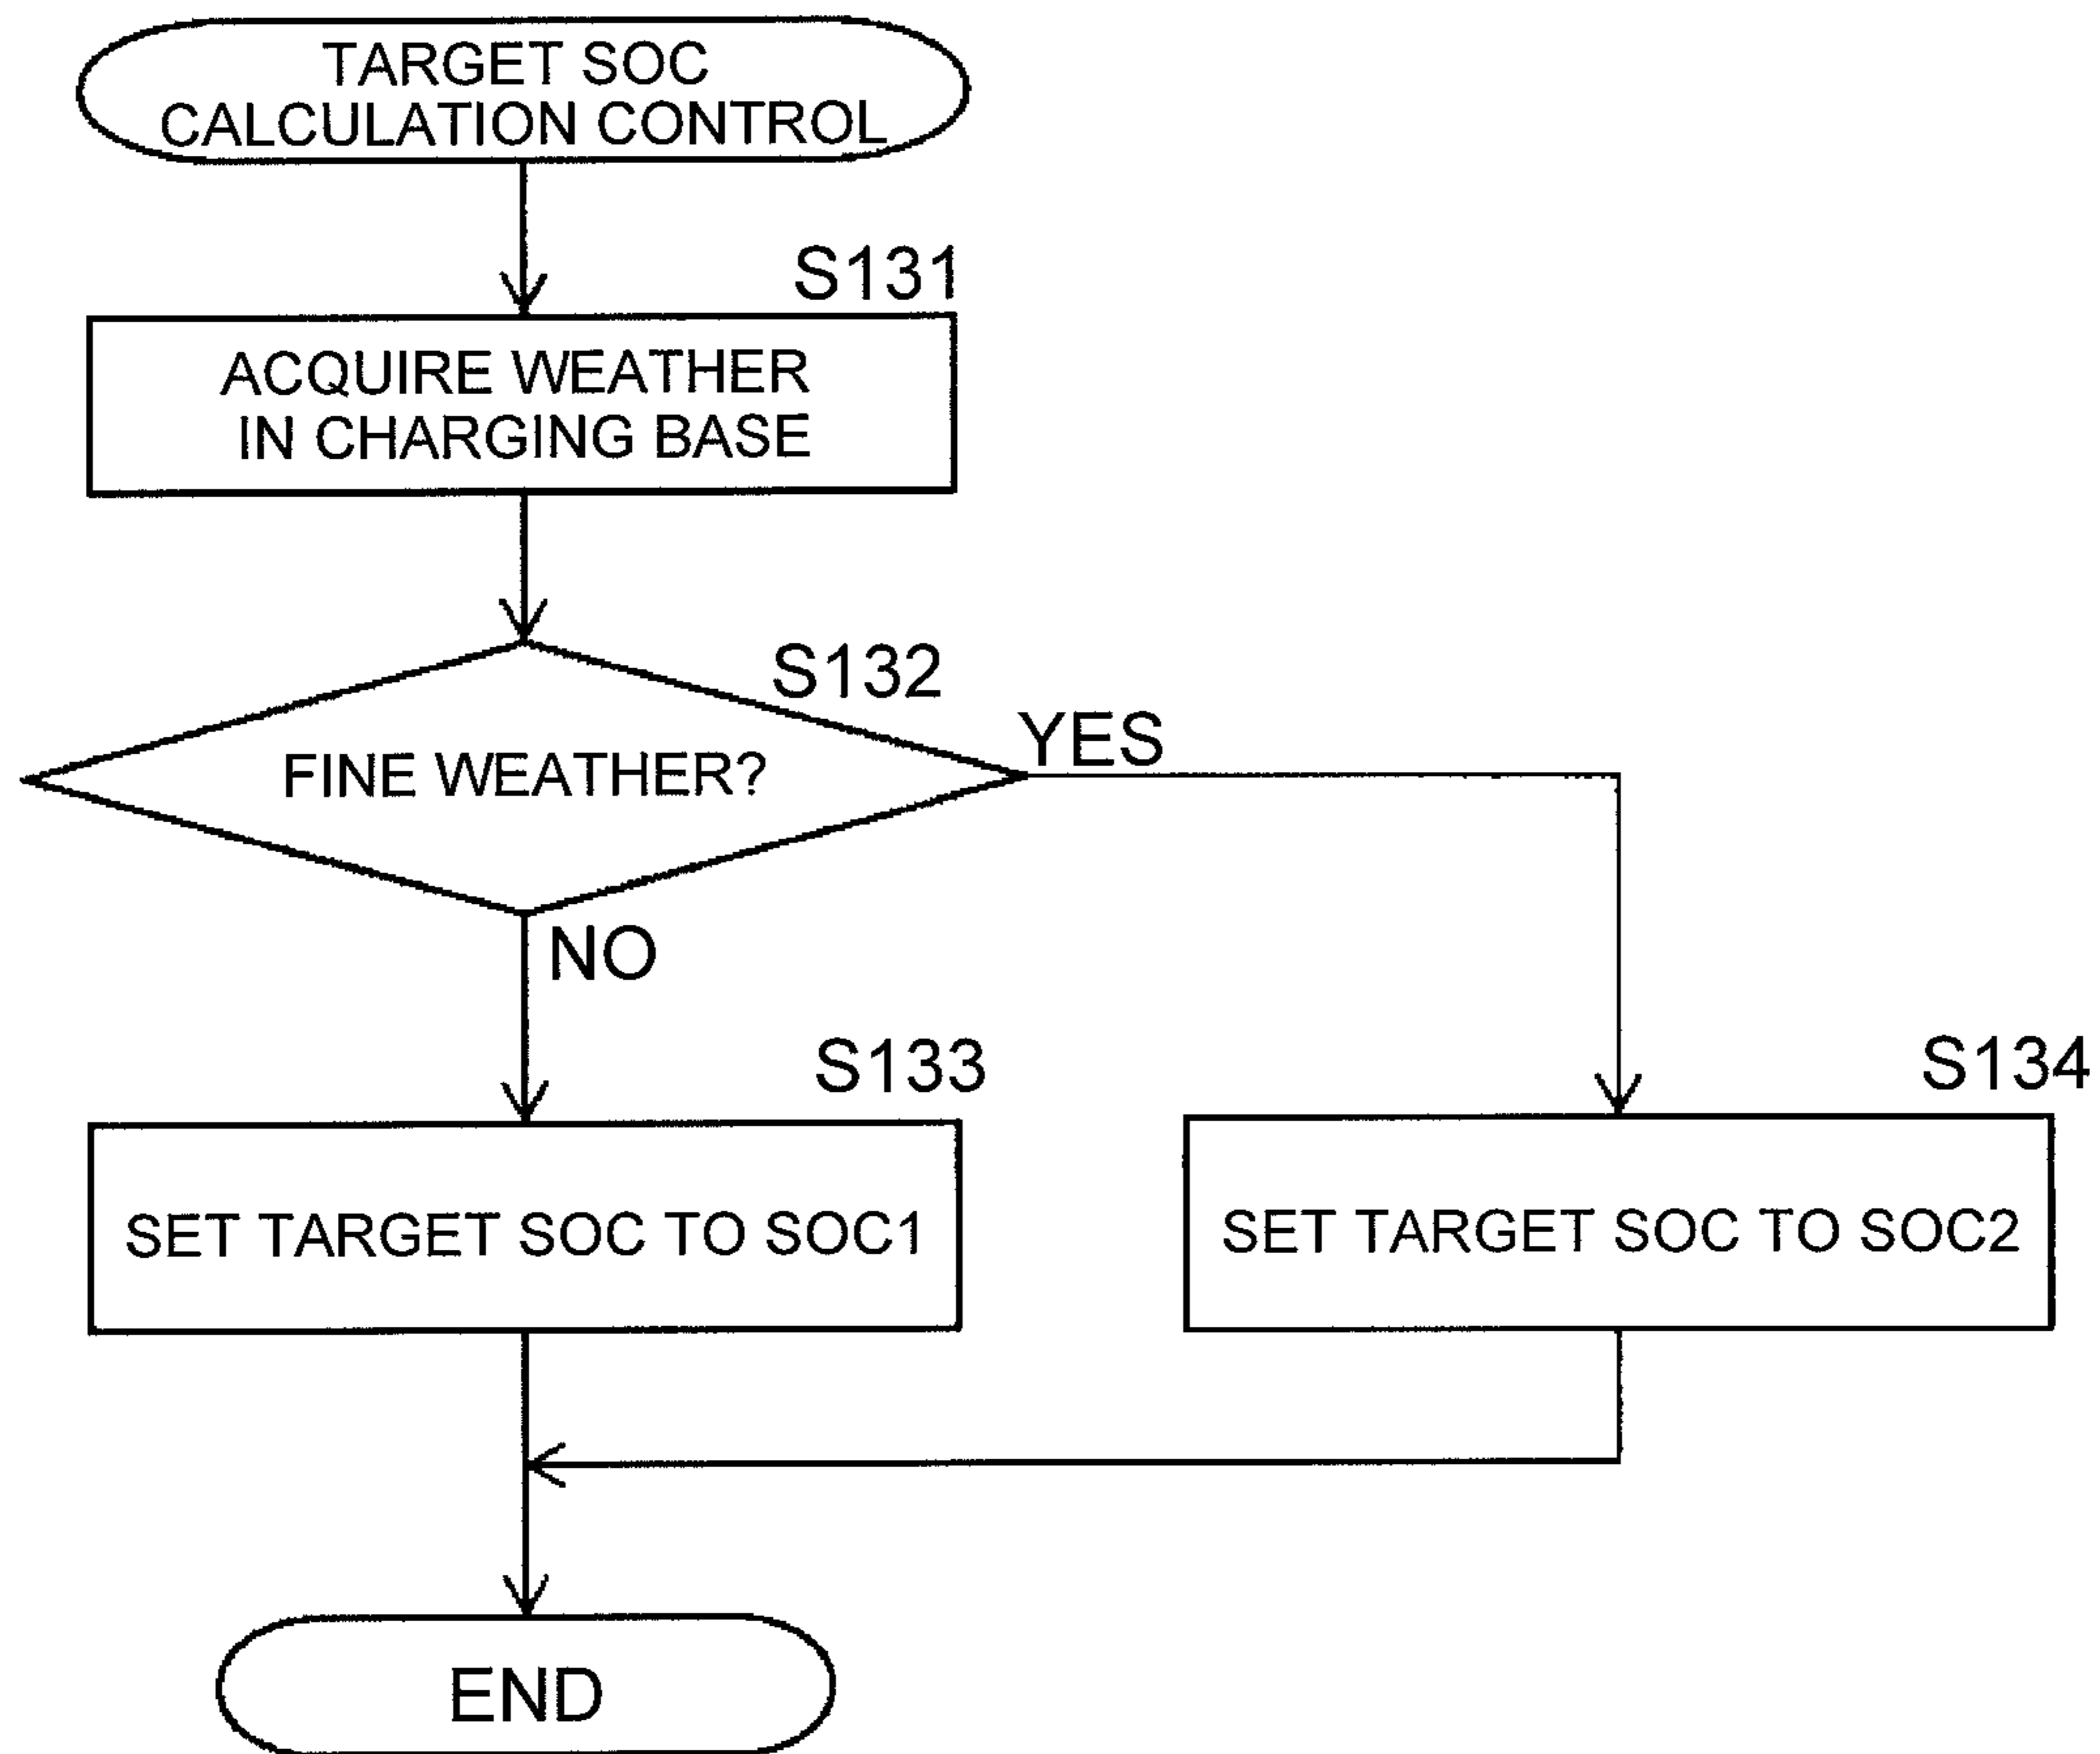 TARGET SOC
CALCULATION CONTROL
S131
ACQUIRE WEATHER
IN CHARGING BASE
S132
FINE WEATHER?
YES
NO
S133
SET TARGET SOC TO SOC1
S134
SET TARGET SOC TO SOC2
END